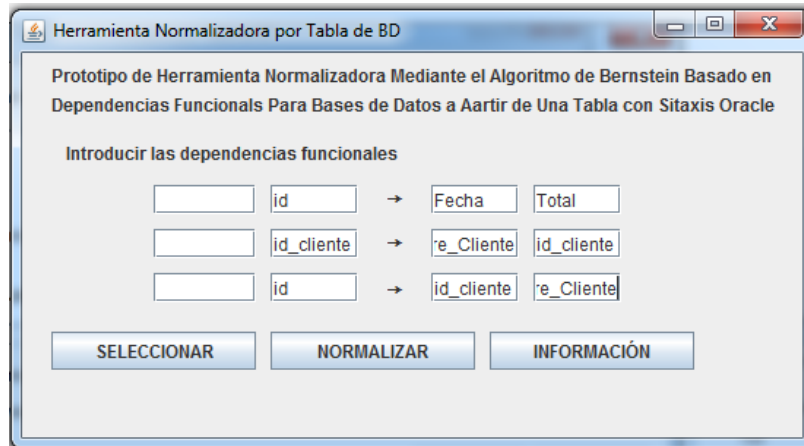 Herramienta Normalizadora por Tabla de BD
Prototipo de Herramienta Normalizadora Mediante el Algoritmo de Bernstein Basado en
Dependencias Funcionals Para Bases de Datos a Aartir de Una Tabla con Sitaxis Oracle
Introducir las dependencias funcionales
id → Fecha Total
id_cliente → re_Cliente id_cliente
id → id_cliente re_Cliente
SELECCIONAR NORMALIZAR INFORMACIÓN